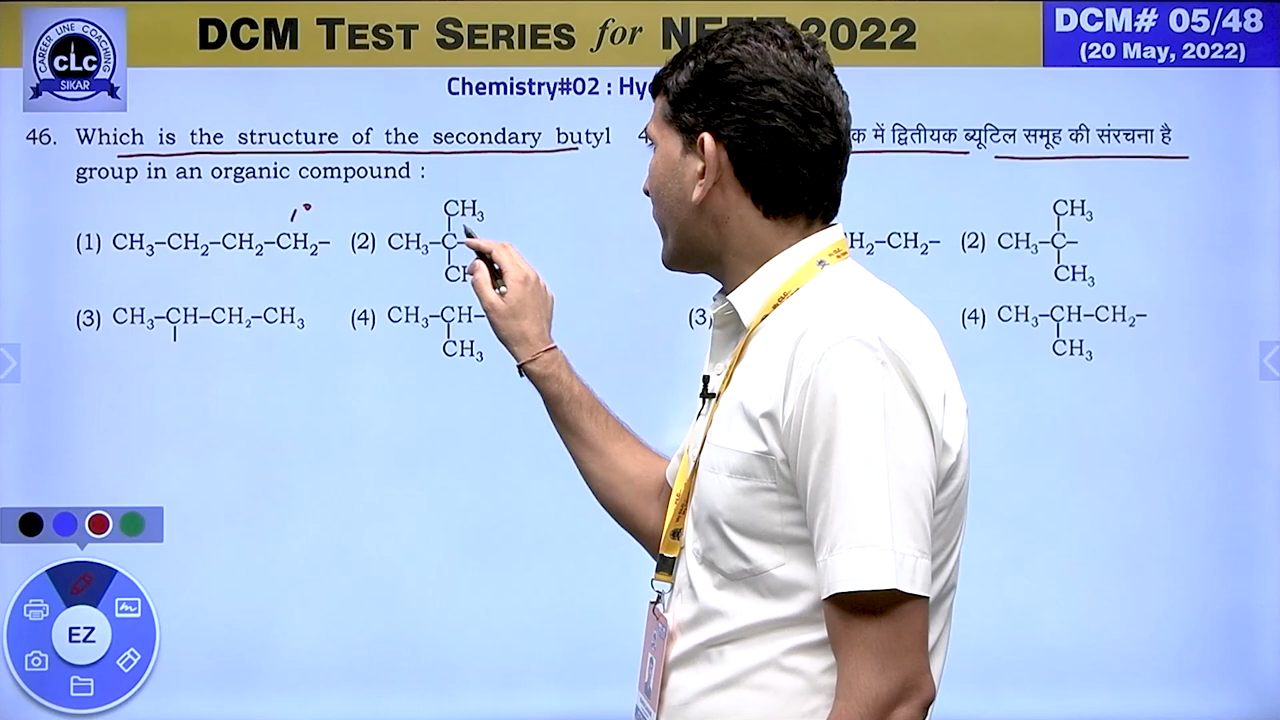 DCM TEST SERIES for 2022
DCM# 05/48
(20 May, 2022)
CAREER LINE COACHING
CLC
SIKAR
Chemistry#02 :
46. Which is the structure of the secondary butyl
group in an organic compound :
1°
(1) CH₃–CH₂–CH₂–CH₂–
(2) CH₃–C–
CH₃
(3) CH₃–CH–CH₂–CH₃
(4) CH₃–CH–
CH₃
में द्वितीयक ब्यूटिल समूह की संरचना है
–CH₂–
(2) CH₃–C–
CH₃
CH₃
(3)
(4) CH₃–CH–CH₂–
CH₃
EZ